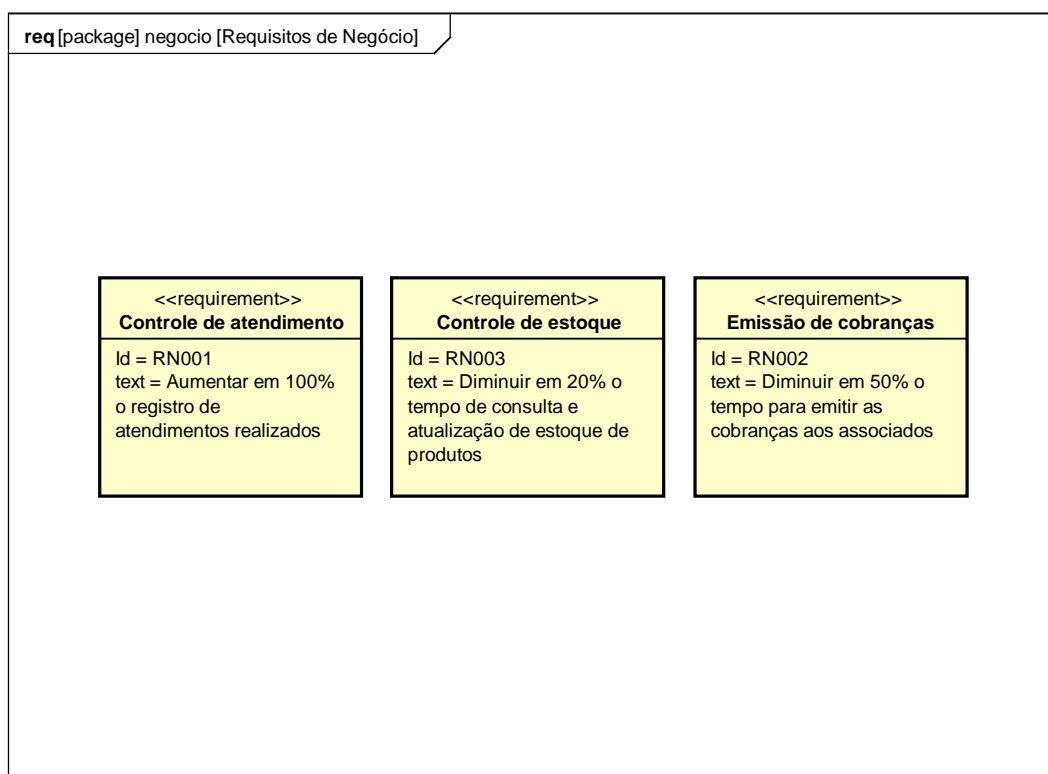 req [package] negocio [Requisitos de Negócio]
<<requirement>>
Controle de atendimento
Id = RN001
text = Aumentar em 100%
o registro de
atendimentos realizados
<<requirement>>
Controle de estoque
Id = RN003
text = Diminuir em 20% o
tempo de consulta e
atualização de estoque de
produtos
<<requirement>>
Emissão de cobranças
Id = RN002
text = Diminuir em 50% o
tempo para emitir as
cobranças aos associados